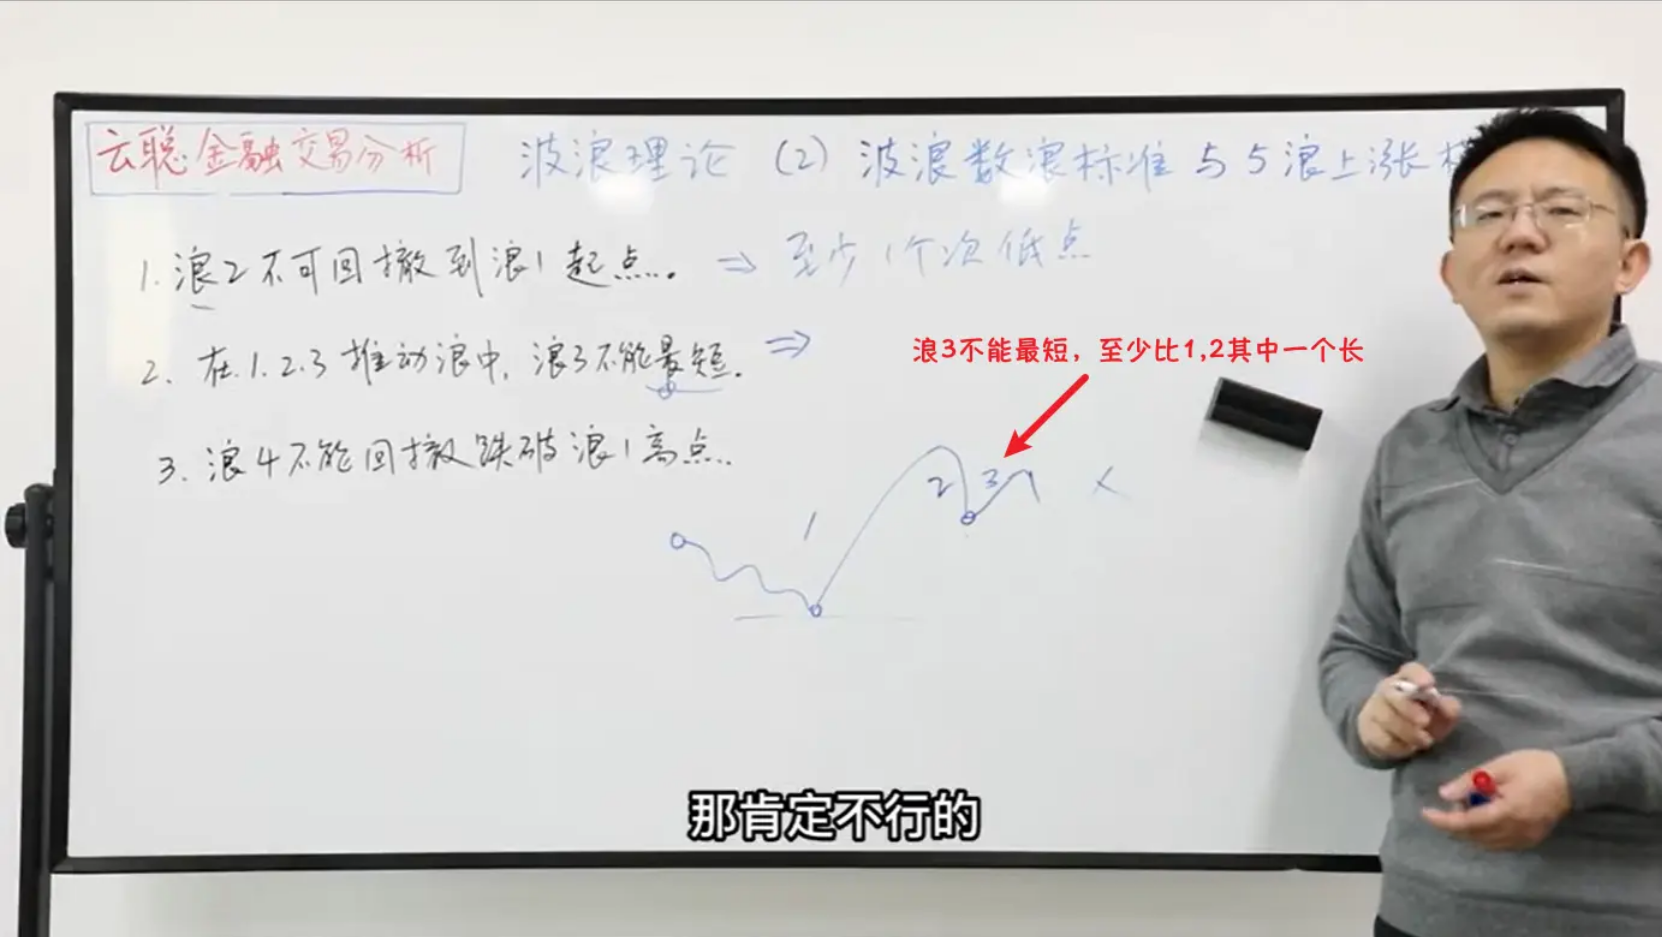 云聪金融交易分析
波浪理论 (2) 波浪数浪标准与5浪上涨
1. 浪2不可回撤到浪1起点. ⇒ 至少1个次低点
2. 在1.2.3推动浪中, 浪3不能最短. ⇒
浪3不能最短，至少比1,2其中一个长
3. 浪4不能回撤跌破浪1高点.
1
2
3
×
那肯定不行的